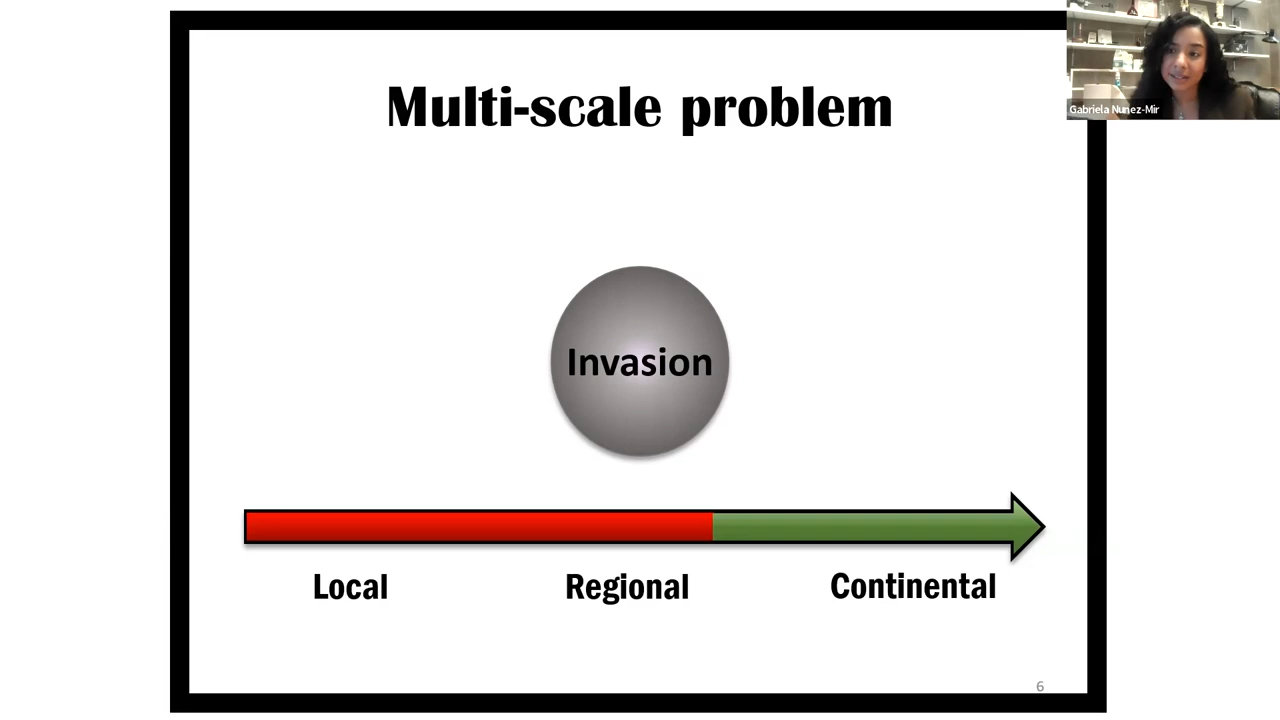 Multi-scale problem
Gabriela Nunez-Mir
Invasion
Local
Regional
Continental
6